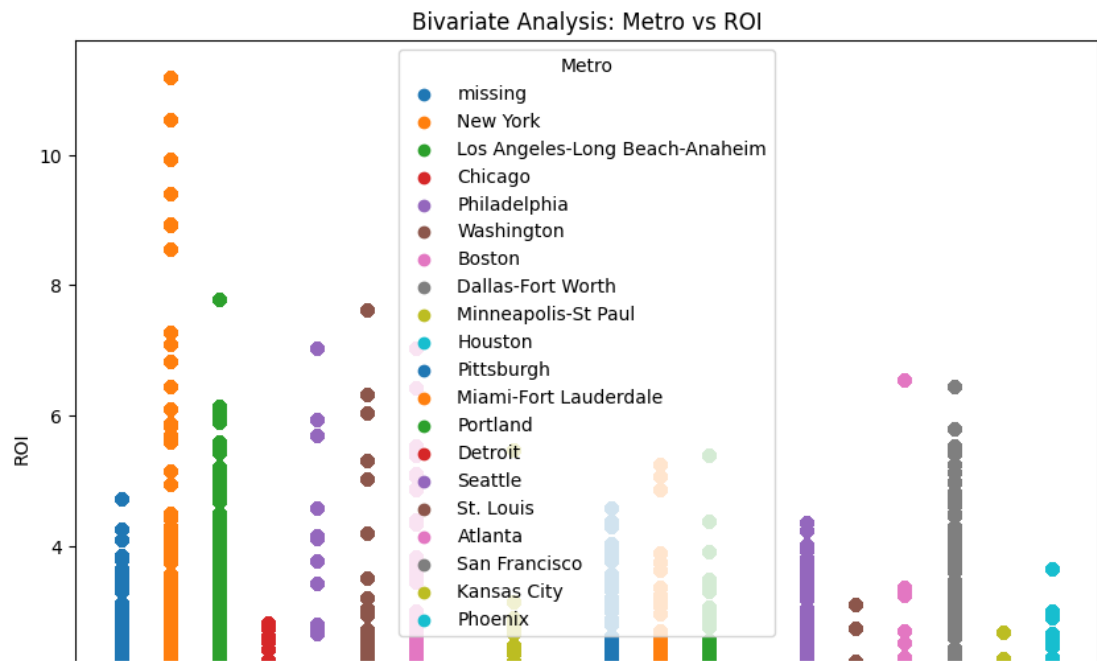 Bivariate Analysis: Metro vs ROI
Metro
missing
New York
Los Angeles-Long Beach-Anaheim
Chicago
Philadelphia
Washington
Boston
Dallas-Fort Worth
Minneapolis-St Paul
Houston
Pittsburgh
Miami-Fort Lauderdale
Portland
Detroit
Seattle
St. Louis
Atlanta
San Francisco
Kansas City
Phoenix
10
8
6
4
ROI